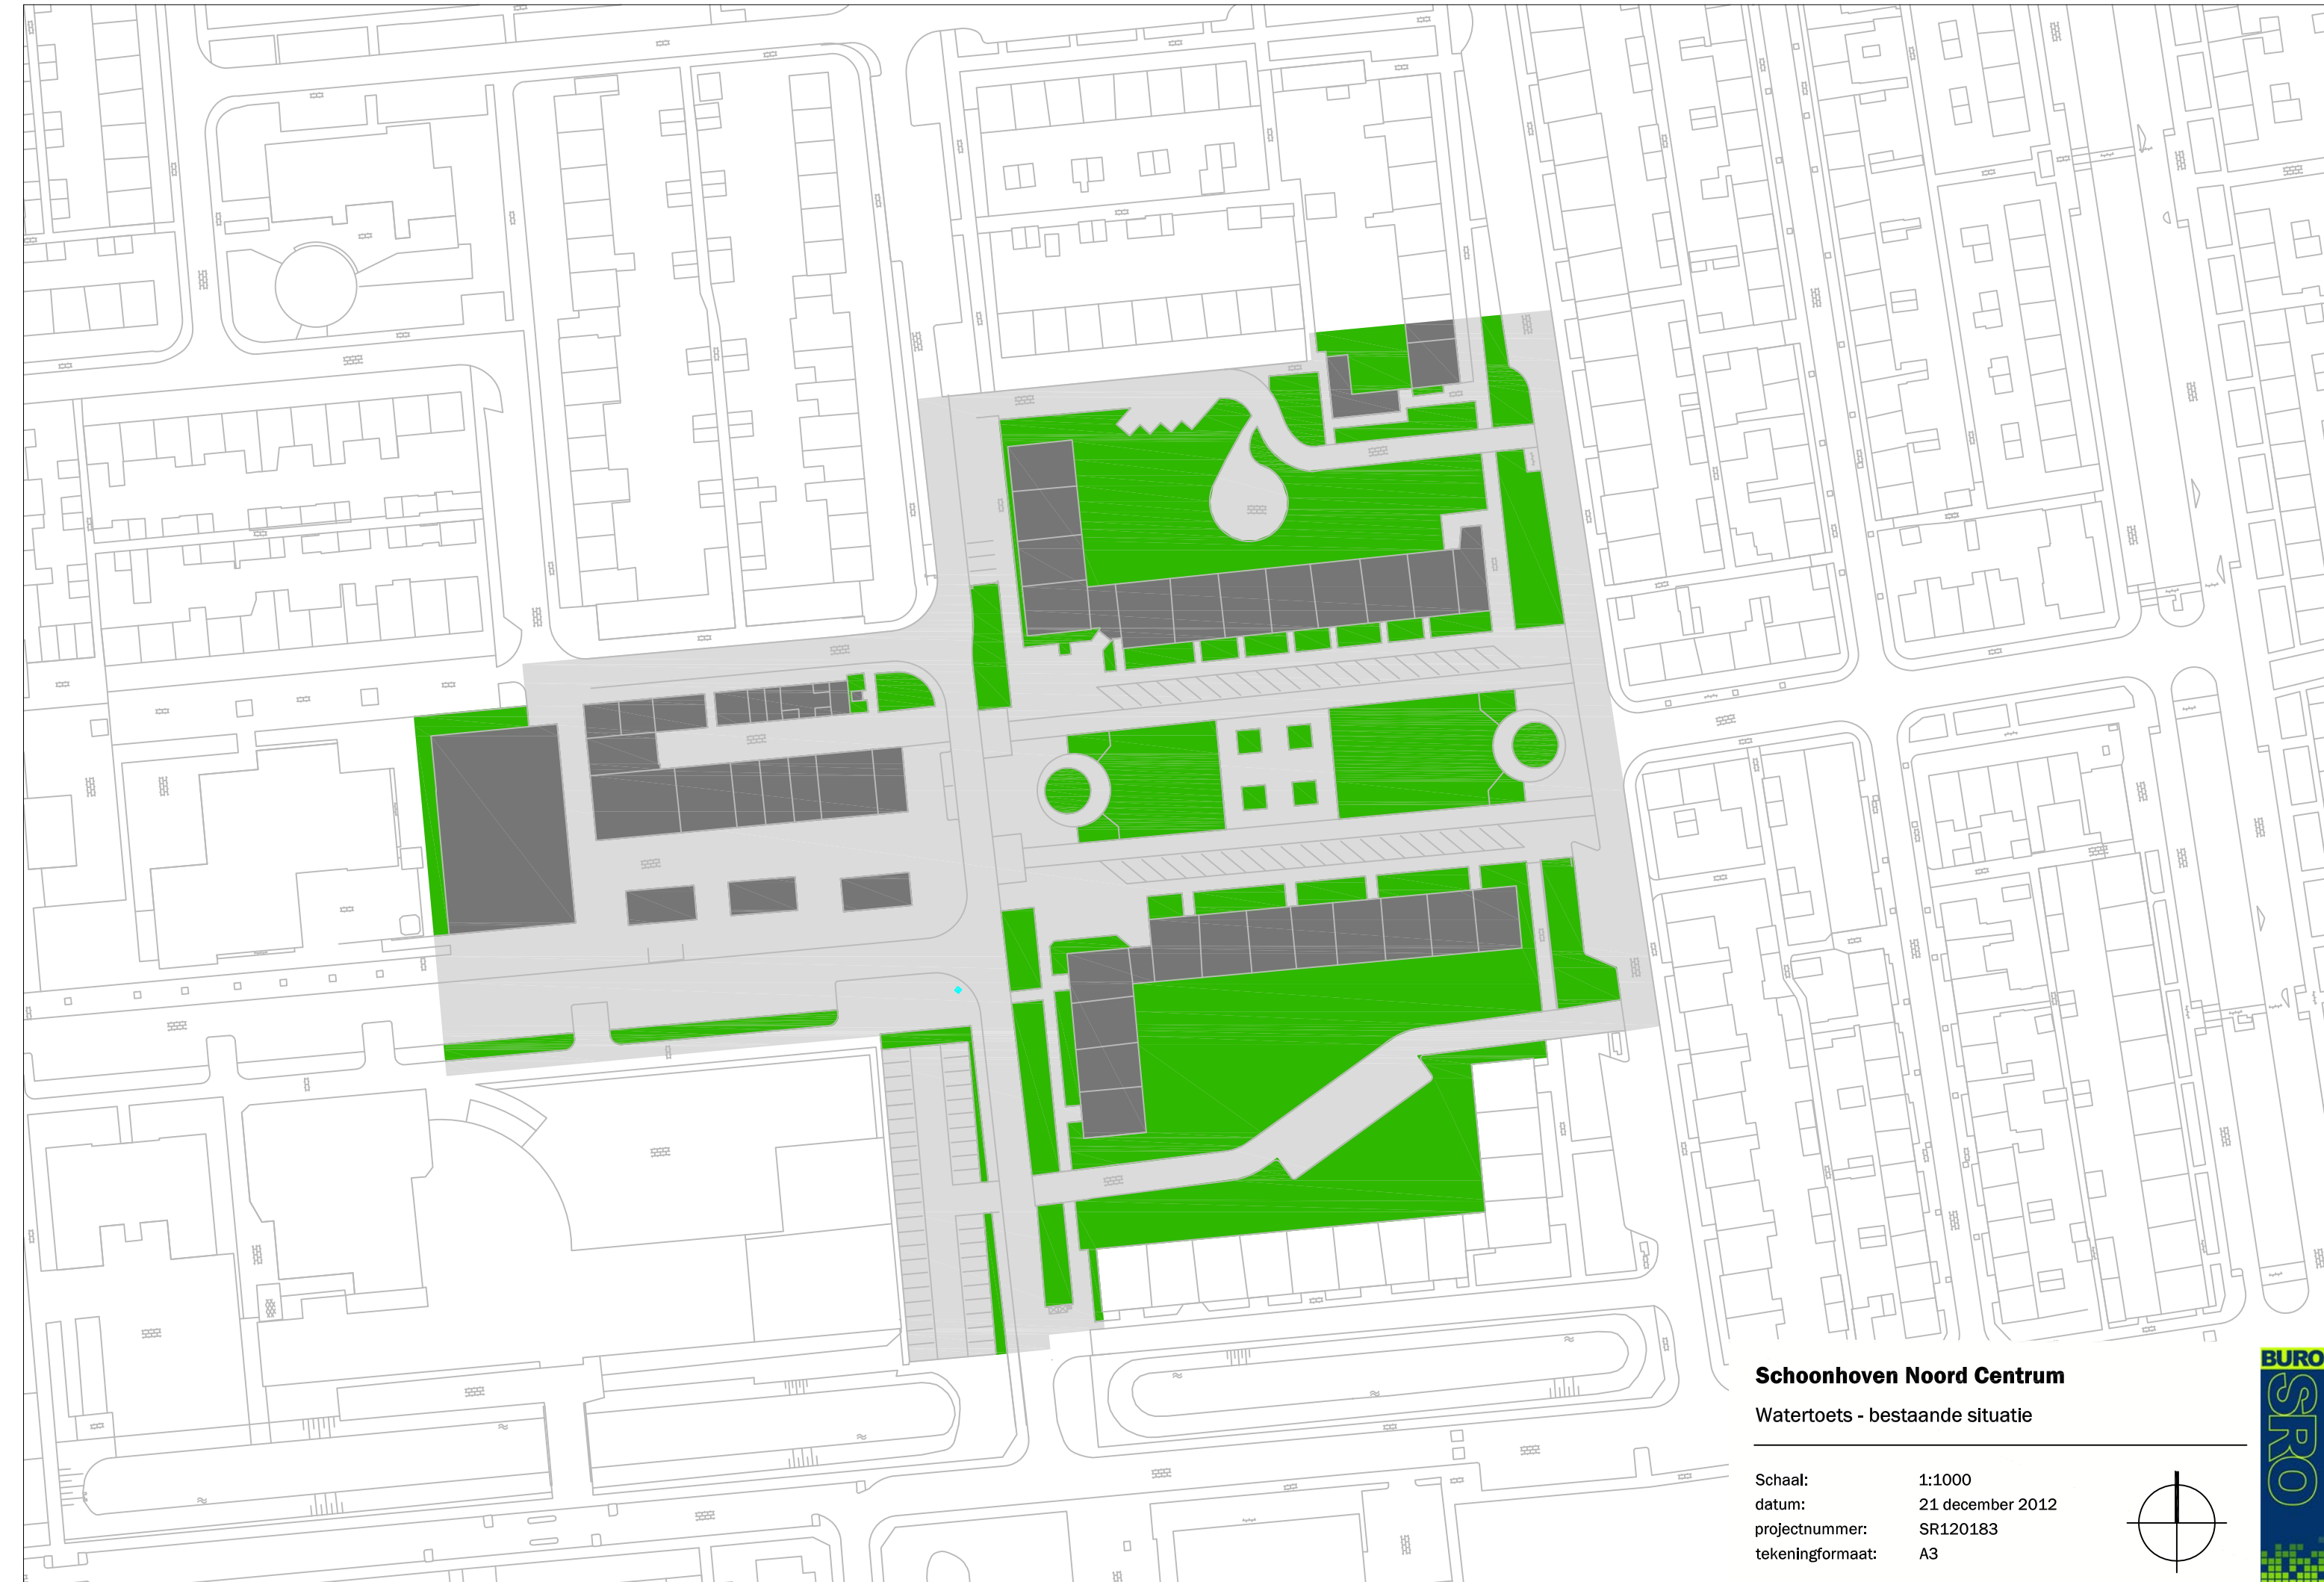 Schoonhoven Noord Centrum
Watertoets - bestaande situatie
Schaal: 1:1000
datum: 21 december 2012
projectnummer: SR120183
tekeningformaat: A3
BURO
SRO